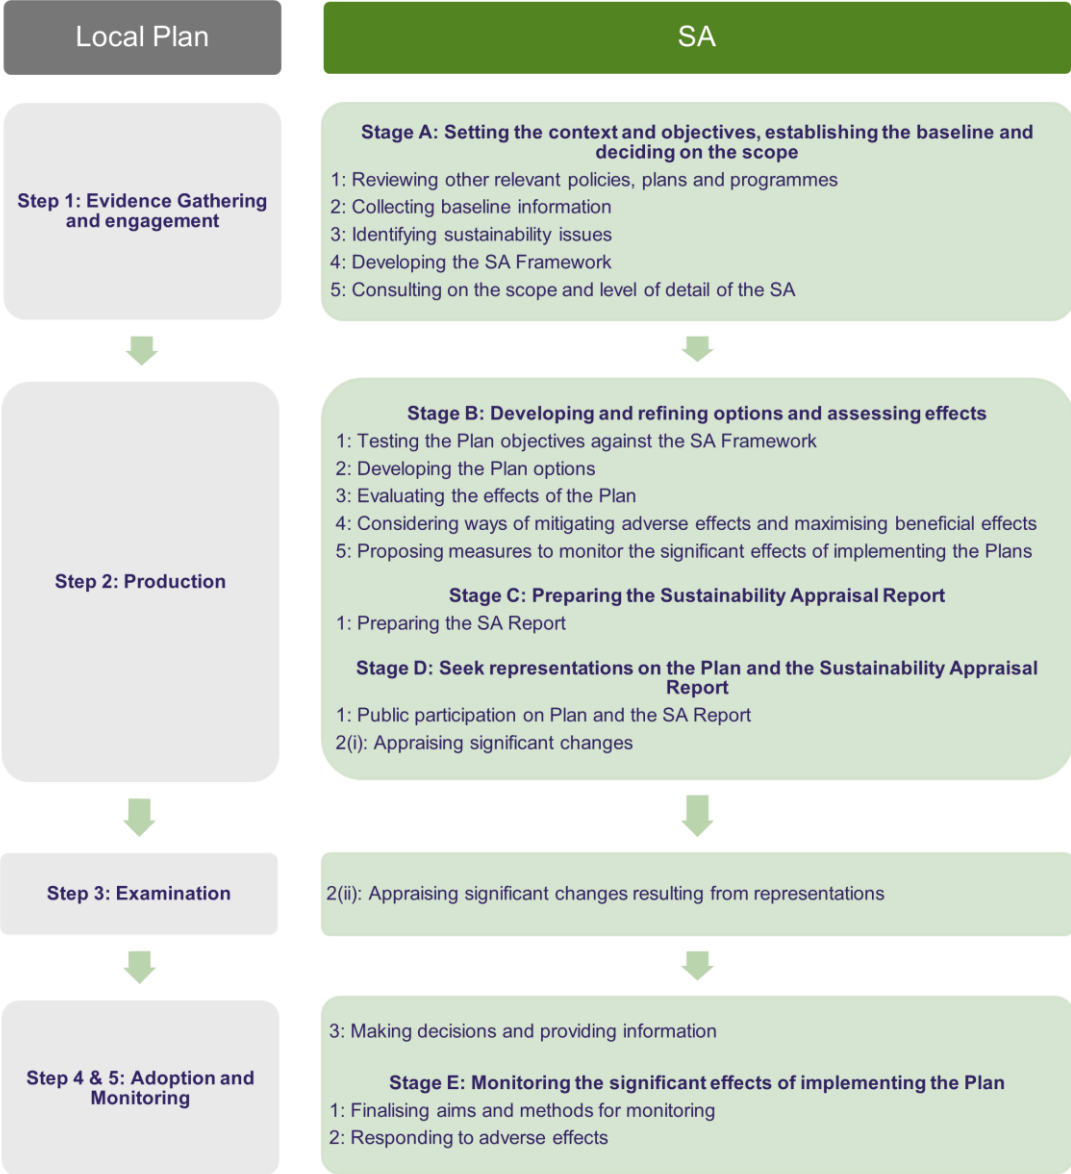 Local Plan
SA
Step 1: Evidence Gathering
and engagement
Stage A: Setting the context and objectives, establishing the baseline and
deciding on the scope
1: Reviewing other relevant policies, plans and programmes
2: Collecting baseline information
3: Identifying sustainability issues
4: Developing the SA Framework
5: Consulting on the scope and level of detail of the SA
Step 2: Production
Stage B: Developing and refining options and assessing effects
1: Testing the Plan objectives against the SA Framework
2: Developing the Plan options
3: Evaluating the effects of the Plan
4: Considering ways of mitigating adverse effects and maximising beneficial effects
5: Proposing measures to monitor the significant effects of implementing the Plans
Stage C: Preparing the Sustainability Appraisal Report
1: Preparing the SA Report
Stage D: Seek representations on the Plan and the Sustainability Appraisal
Report
1: Public participation on Plan and the SA Report
2(i): Appraising significant changes
Step 3: Examination
2(ii): Appraising significant changes resulting from representations
Step 4 & 5: Adoption and
Monitoring
3: Making decisions and providing information
Stage E: Monitoring the significant effects of implementing the Plan
1: Finalising aims and methods for monitoring
2: Responding to adverse effects